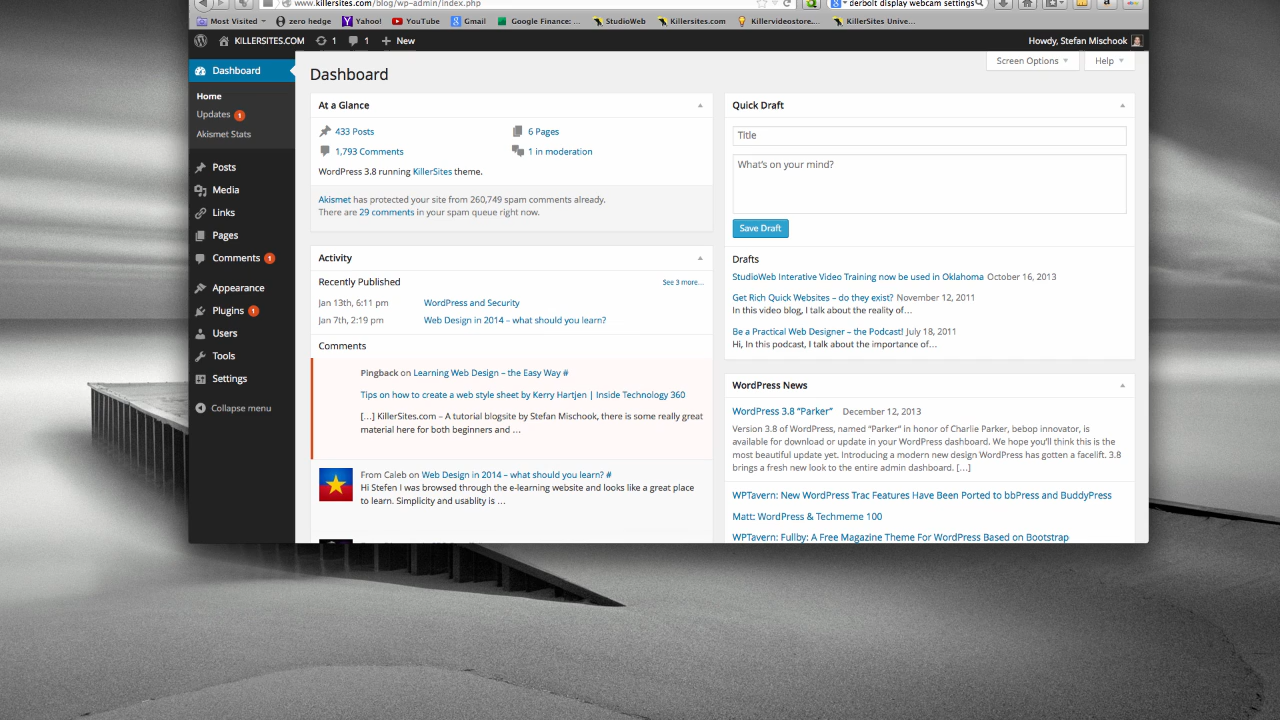 www.killersites.com/blog/wp-admin/index.php
derbolt display webcam settings
Most Visited
zero hedge
Yahoo!
YouTube
Gmail
Google Finance: ...
StudioWeb
Killersites.com
Killervideostore....
KillerSites Unive...
KILLERSITES.COM
1
1
New
Howdy, Stefan Mischook
Dashboard
Home
Updates 1
Akismet Stats
Posts
Media
Links
Pages
Comments 1
Appearance
Plugins 1
Users
Tools
Settings
Collapse menu
Screen Options
Help
Dashboard
At a Glance
433 Posts
6 Pages
1,793 Comments
1 in moderation
WordPress 3.8 running KillerSites theme.
Akismet has protected your site from 260,749 spam comments already.
There are 29 comments in your spam queue right now.
Activity
Recently Published
See 3 more...
Jan 13th, 6:11 pm WordPress and Security
Jan 7th, 2:19 pm Web Design in 2014 – what should you learn?
Comments
Pingback on Learning Web Design – the Easy Way #
Tips on how to create a web style sheet by Kerry Hartjen | Inside Technology 360
[…] KillerSites.com – A tutorial blogsite by Stefan Mischook, there is some really great
material here for both beginners and …
From Caleb on Web Design in 2014 – what should you learn? #
Hi Stefen I was browsed through the e-learning website and looks like a great place
to learn. Simplicity and usablity is …
Quick Draft
Title
What's on your mind?
Save Draft
Drafts
StudioWeb Interative Video Training now be used in Oklahoma October 16, 2013
Get Rich Quick Websites – do they exist? November 12, 2011
In this video blog, I talk about the reality of…
Be a Practical Web Designer – the Podcast! July 18, 2011
Hi, In this podcast, I talk about the importance of…
WordPress News
WordPress 3.8 “Parker” December 12, 2013
Version 3.8 of WordPress, named “Parker” in honor of Charlie Parker, bebop innovator, is
available for download or update in your WordPress dashboard. We hope you'll think this is the
most beautiful update yet. Introducing a modern new design WordPress has gotten a facelift. 3.8
brings a fresh new look to the entire admin dashboard. […]
WPTavern: New WordPress Trac Features Have Been Ported to bbPress and BuddyPress
Matt: WordPress & Techmeme 100
WPTavern: Fullby: A Free Magazine Theme For WordPress Based on Bootstrap